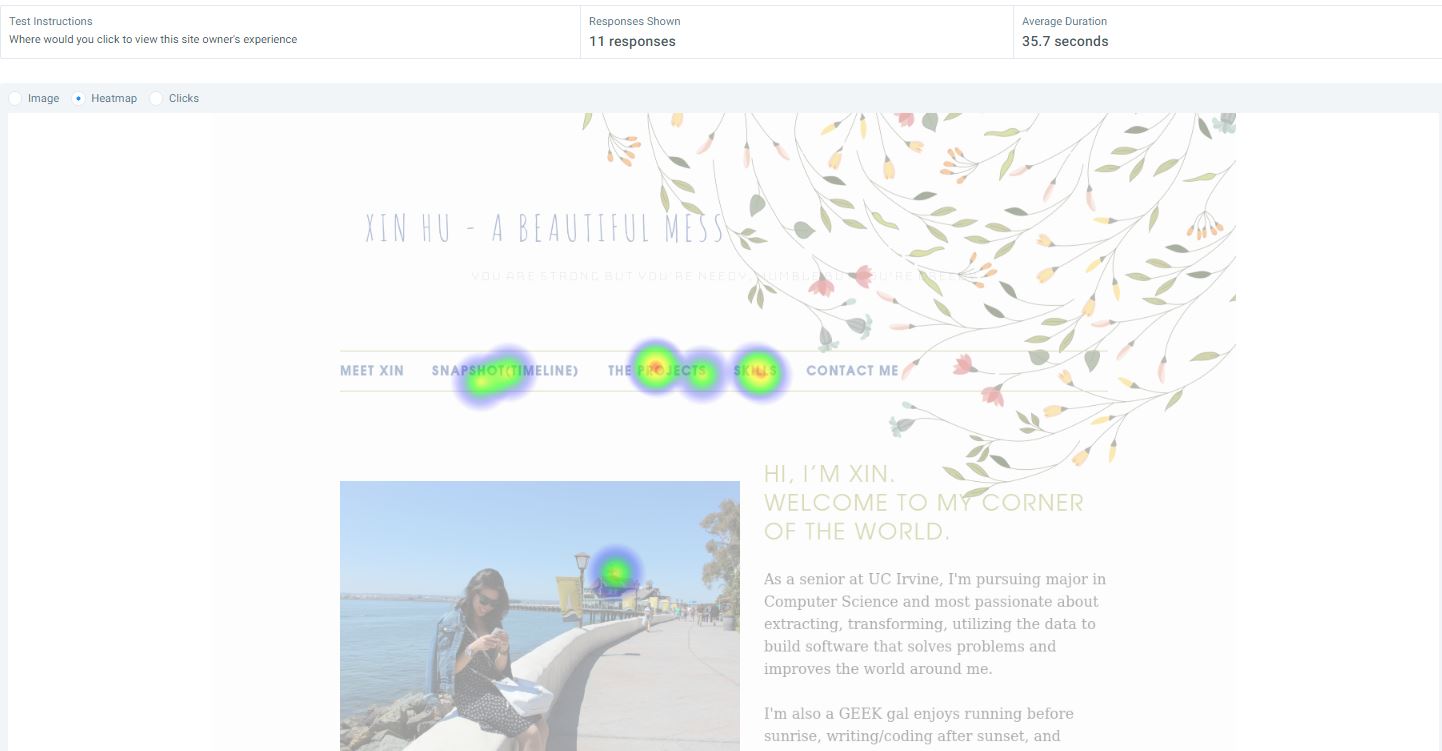 Test Instructions
Where would you click to view this site owner's experience
Responses Shown
11 responses
Average Duration
35.7 seconds
Image Heatmap Clicks
XIN HU - A BEAUTIFUL MESS
YOU ARE STRONG BUT YOU'RE NEEDY, HUMBLE BUT YOU'RE
MEET XIN SNAPSHOT(TIMELINE) THE PROJECTS SKILLS CONTACT ME
HI, I'M XIN.
WELCOME TO MY CORNER
OF THE WORLD.
As a senior at UC Irvine, I'm pursuing major in
Computer Science and most passionate about
extracting, transforming, utilizing the data to
build software that solves problems and
improves the world around me.
I'm also a GEEK gal enjoys running before
sunrise, writing/coding after sunset, and